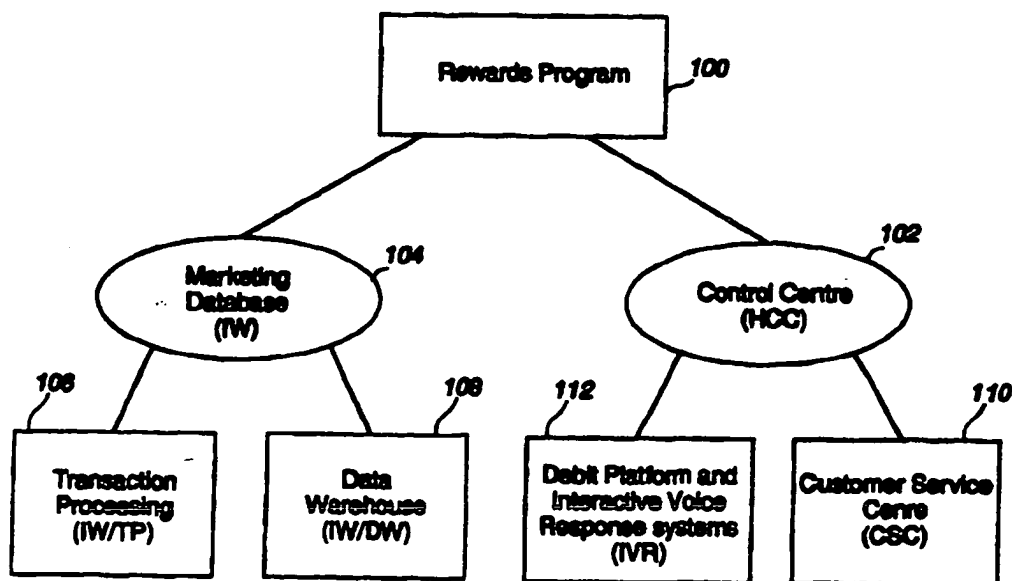 Rewards Program
100
102
104
Marketing
Database
(IW)
Control Centre
(HCC)
106
108
112
110
Transaction
Processing
(IW/TP)
Data
Warehouse
(IW/DW)
Debit Platform and
Interactive Voice
Response systems
(IVR)
Customer Service
Cenre
(CSC)